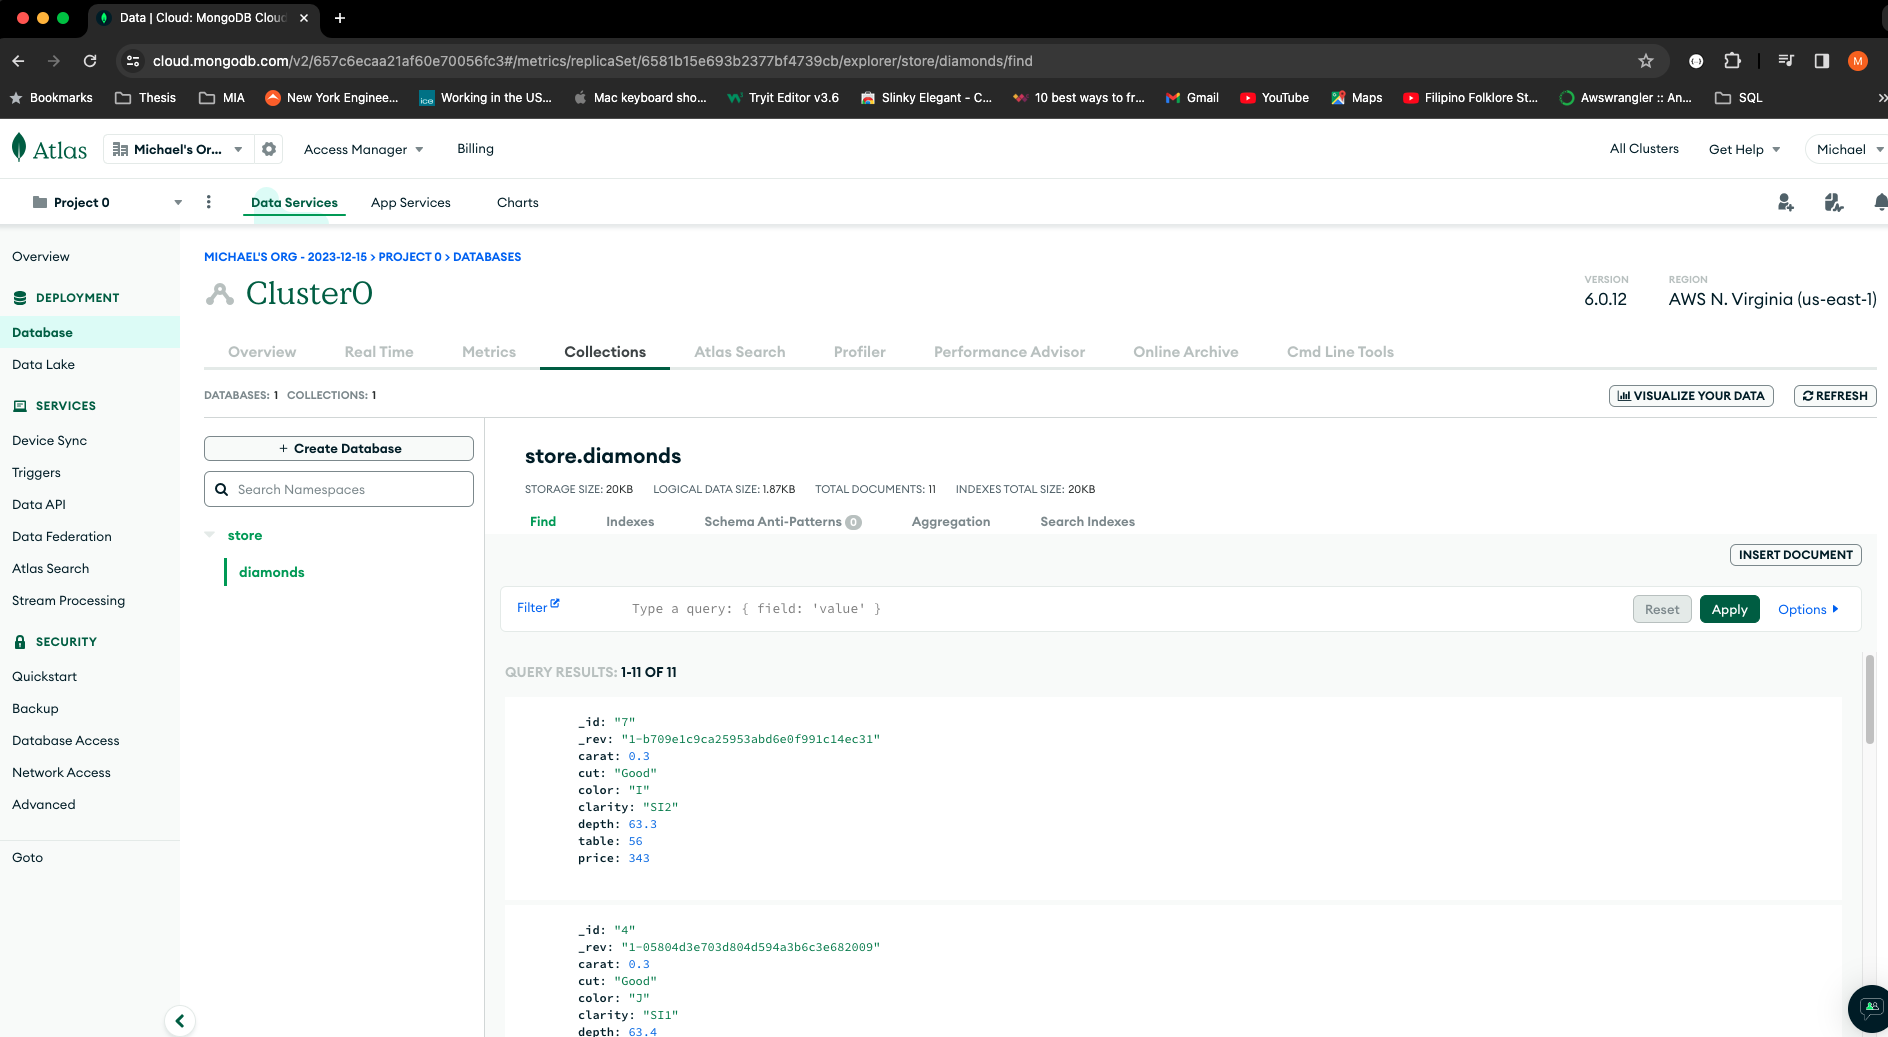 Data | Cloud: MongoDB Cloud
cloud.mongodb.com/v2/657c6ecaa21af60e70056fc3#/metrics/replicaSet/6581b15e693b2377bf4739cb/explorer/store/diamonds/find
M
Bookmarks Thesis MIA New York Enginee... Working in the US... Mac keyboard sho... Tryit Editor v3.6 Slinky Elegant - C... 10 best ways to fr... Gmail YouTube Maps Filipino Folklore St... Awswrangler :: An... SQL »
Atlas Michael's Or... Access Manager Billing All Clusters Get Help Michael
Project 0 Data Services App Services Charts
Overview
DEPLOYMENT
Database
Data Lake
SERVICES
Device Sync
Triggers
Data API
Data Federation
Atlas Search
Stream Processing
SECURITY
Quickstart
Backup
Database Access
Network Access
Advanced
Goto
MICHAEL'S ORG - 2023-12-15 > PROJECT 0 > DATABASES
Cluster0
VERSION
6.0.12
REGION
AWS N. Virginia (us-east-1)
Overview Real Time Metrics Collections Atlas Search Profiler Performance Advisor Online Archive Cmd Line Tools
DATABASES: 1 COLLECTIONS: 1
VISUALIZE YOUR DATA REFRESH
+ Create Database
Search Namespaces
store
diamonds
store.diamonds
STORAGE SIZE: 20KB LOGICAL DATA SIZE: 1.87KB TOTAL DOCUMENTS: 11 INDEXES TOTAL SIZE: 20KB
Find Indexes Schema Anti-Patterns 0 Aggregation Search Indexes
INSERT DOCUMENT
Filter Type a query: { field: 'value' } Reset Apply Options
QUERY RESULTS: 1-11 OF 11
_id: "7"
_rev: "1-b709e1c9ca25953abd6e0f991c14ec31"
carat: 0.3
cut: "Good"
color: "I"
clarity: "SI2"
depth: 63.3
table: 56
price: 343
_id: "4"
_rev: "1-05804d3e703d804d594a3b6c3e682009"
carat: 0.3
cut: "Good"
color: "J"
clarity: "SI1"
depth: 63.4